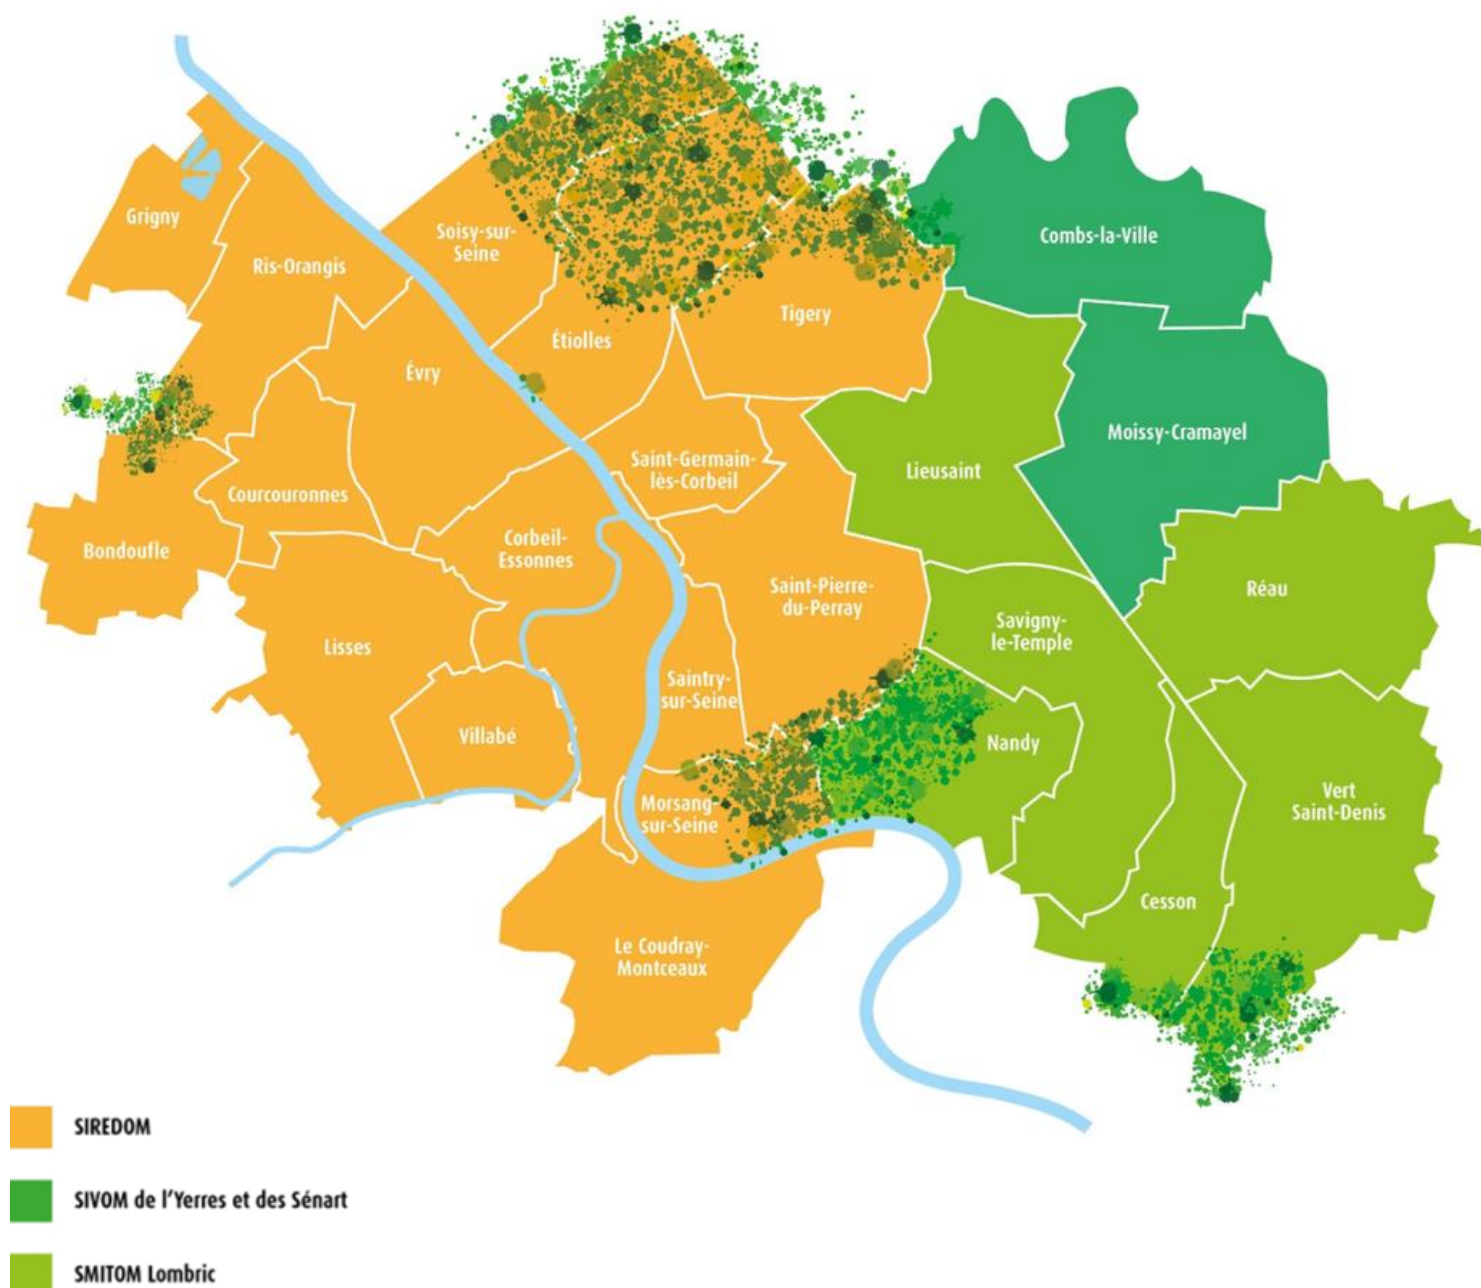 Grigny
Ris-Orangis
Soisy-sur-
Seine
Combs-la-Ville
Tigery
Étiolles
Évry
Moissy-Cramayel
Saint-Germain-
lès-Corbeil
Lieusaint
Courcouronnes
Bondoufle
Corbeil-
Essonnes
Saint-Pierre-
du-Perray
Réau
Savigny-
le-Temple
Lisses
Saintry-
sur-Seine
Villabé
Nandy
Morsang-
sur-Seine
Vert
Saint-Denis
Cesson
Le Coudray-
Montceaux
SIREDOM
SIVOM de l'Yerres et des Sénart
SMITOM Lombric